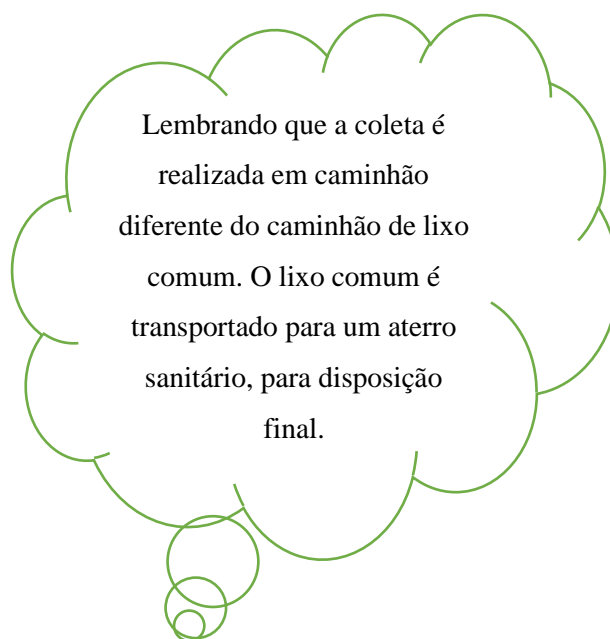 Lembrando que a coleta é
realizada em caminhão
diferente do caminhão de lixo
comum. O lixo comum é
transportado para um aterro
sanitário, para disposição
final.